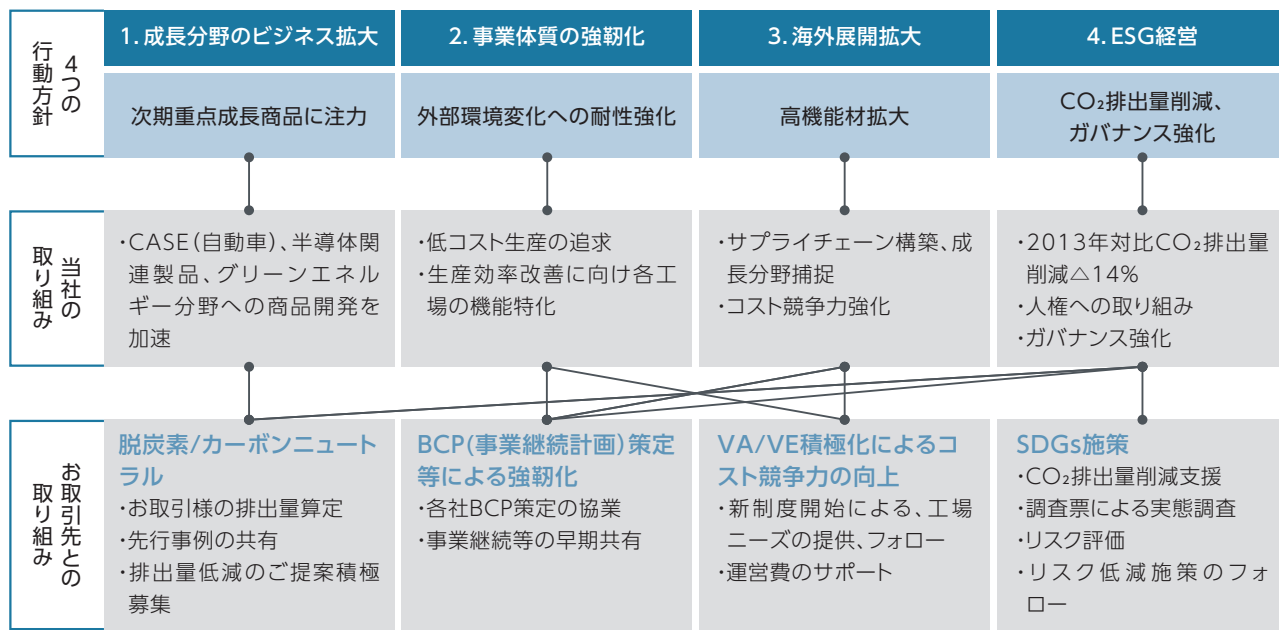 4つの
行動方針
1. 成長分野のビジネス拡大
2. 事業体質の強靭化
3. 海外展開拡大
4. ESG経営
次期重点成長商品に注力
外部環境変化への耐性強化
高機能材拡大
CO₂排出量削減、
ガバナンス強化
当社の
取り組み
・CASE（自動車）、半導体関
連製品、グリーンエネル
ギー分野への商品開発を
加速
・低コスト生産の追求
・生産効率改善に向け各工
場の機能特化
・サプライチェーン構築、成
長分野捕捉
・コスト競争力強化
・2013年対比CO₂排出量
削減△14%
・人権への取り組み
・ガバナンス強化
お取引先との
取り組み
脱炭素/カーボンニュート
ラル
・お取引様の排出量算定
・先行事例の共有
・排出量低減のご提案積極
募集
BCP(事業継続計画)策定
等による強靭化
・各社BCP策定の協業
・事業継続等の早期共有
VA/VE積極化によるコ
スト競争力の向上
・新制度開始による、工場
ニーズの提供、フォロー
・運営費のサポート
SDGs施策
・CO₂排出量削減支援
・調査票による実態調査
・リスク評価
・リスク低減施策のフォ
ロー